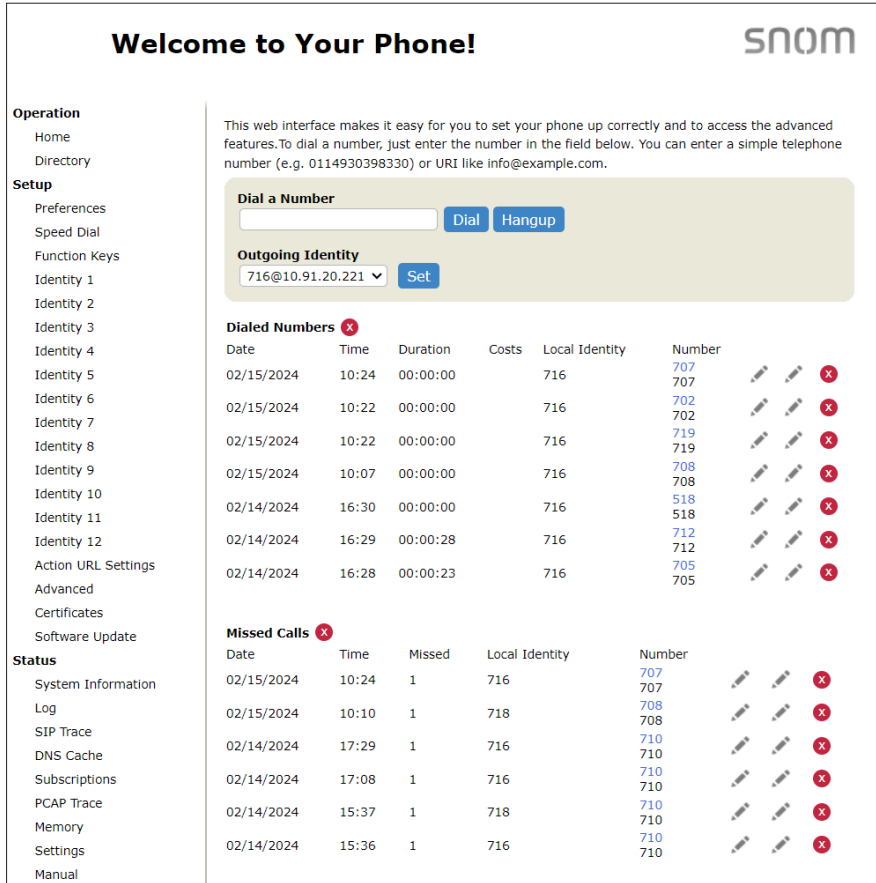 Welcome to Your Phone!
snom
Operation
Home
Directory
Setup
Preferences
Speed Dial
Function Keys
Identity 1
Identity 2
Identity 3
Identity 4
Identity 5
Identity 6
Identity 7
Identity 8
Identity 9
Identity 10
Identity 11
Identity 12
Action URL Settings
Advanced
Certificates
Software Update
Status
System Information
Log
SIP Trace
DNS Cache
Subscriptions
PCAP Trace
Memory
Settings
Manual
This web interface makes it easy for you to set your phone up correctly and to access the advanced
features.To dial a number, just enter the number in the field below. You can enter a simple telephone
number (e.g. 0114930398330) or URI like info@example.com.
Dial a Number
Dial Hangup
Outgoing Identity
716@10.91.20.221 Set
Dialed Numbers X
Date Time Duration Costs Local Identity Number
02/15/2024 10:24 00:00:00 716 707
707 X
02/15/2024 10:22 00:00:00 716 702
702 X
02/15/2024 10:22 00:00:00 716 719
719 X
02/15/2024 10:07 00:00:00 716 708
708 X
02/14/2024 16:30 00:00:00 716 518
518 X
02/14/2024 16:29 00:00:28 716 712
712 X
02/14/2024 16:28 00:00:23 716 705
705 X
Missed Calls X
Date Time Missed Local Identity Number
02/15/2024 10:24 1 716 707
707 X
02/15/2024 10:10 1 718 708
708 X
02/14/2024 17:29 1 716 710
710 X
02/14/2024 17:08 1 716 710
710 X
02/14/2024 15:37 1 718 710
710 X
02/14/2024 15:36 1 716 710
710 X